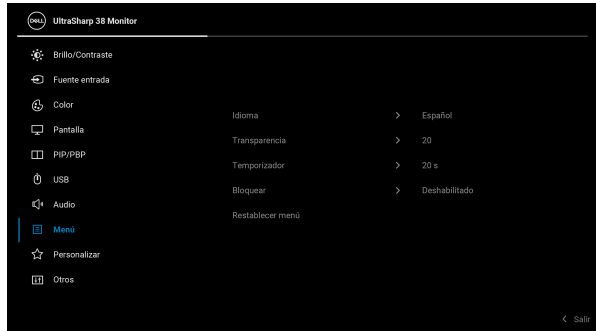 DELL UltraSharp 38 Monitor
Brillo/Contraste
Fuente entrada
Color
Pantalla
PIP/PBP
USB
Audio
Menú
Personalizar
Otros
Idioma > Español
Transparencia > 20
Temporizador > 20 s
Bloquear > Deshabilitado
Restablecer menú
< Salir